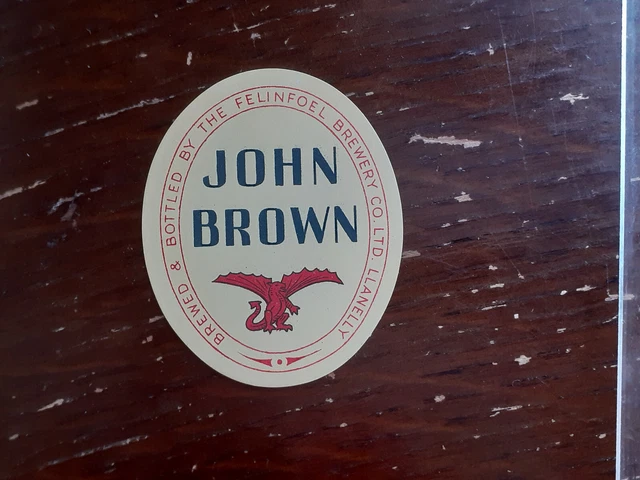 BREWED & BOTTLED BY THE FELINFOEL BREWERY CO. LTD. LLANELLY
JOHN
BROWN